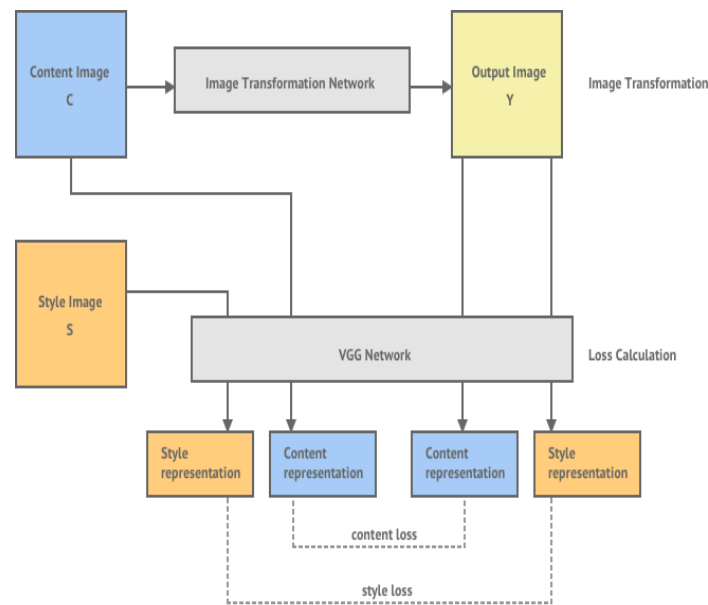 Content Image
C
Image Transformation Network
Output Image
Y
Image Transformation
Style Image
S
VGG Network
Loss Calculation
Style
representation
Content
representation
Content
representation
Style
representation
content loss
style loss